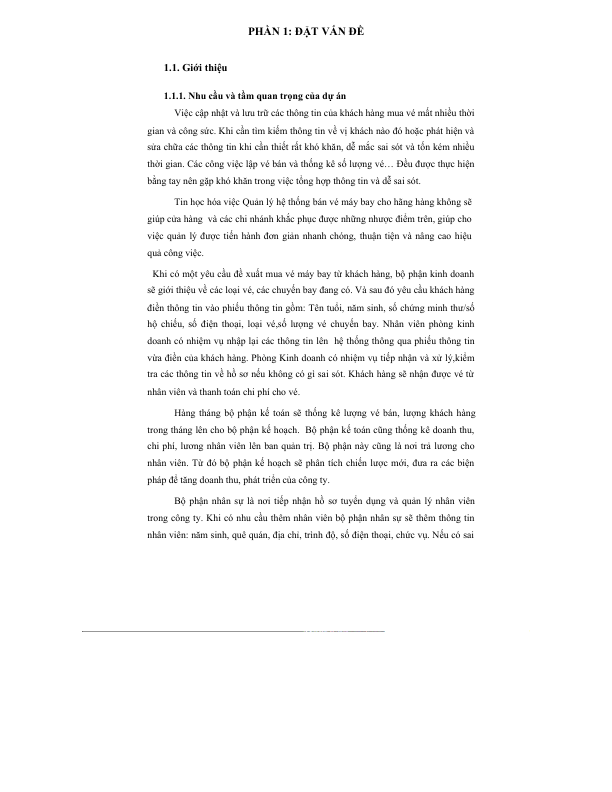 PHẦN 1: ĐẶT VẤN ĐỀ
1.1. Giới thiệu
1.1.1. Nhu cầu và tầm quan trọng của dự án
Việc cập nhật và lưu trữ các thông tin của khách hàng mua vé mất nhiều thời
gian và công sức. Khi cần tìm kiếm thông tin về vị khách nào đó hoặc phát hiện và
sửa chữa các thông tin khi cần thiết rất khó khăn, dễ mắc sai sót và tốn kém nhiều
thời gian. Các công việc lập vé bán và thống kê số lượng vé… Đều được thực hiện
bằng tay nên gặp khó khăn trong việc tổng hợp thông tin và dễ sai sót.
Tin học hóa việc Quản lý hệ thống bán vé máy bay cho hãng hàng không sẽ
giúp cửa hàng và các chi nhánh khắc phục được những nhược điểm trên, giúp cho
việc quản lý được tiến hành đơn giản nhanh chóng, thuận tiện và nâng cao hiệu
quả công việc.
Khi có một yêu cầu đề xuất mua vé máy bay từ khách hàng, bộ phận kinh doanh
sẽ giới thiệu về các loại vé, các chuyến bay đang có. Và sau đó yêu cầu khách hàng
điền thông tin vào phiếu thông tin gồm: Tên tuổi, năm sinh, số chứng minh thư/số
hộ chiếu, số điện thoại, loại vé,số lượng vé chuyến bay. Nhân viên phòng kinh
doanh có nhiệm vụ nhập lại các thông tin lên hệ thống thông qua phiếu thông tin
vừa điền của khách hàng. Phòng Kinh doanh có nhiệm vụ tiếp nhận và xử lý,kiểm
tra các thông tin về hồ sơ nếu không có gì sai sót. Khách hàng sẽ nhận được vé từ
nhân viên và thanh toán chi phí cho vé.
Hàng tháng bộ phận kế toán sẽ thống kê lượng vé bán, lượng khách hàng
trong tháng lên cho bộ phận kế hoạch. Bộ phận kế toán cũng thống kê doanh thu,
chi phí, lương nhân viên lên ban quản trị. Bộ phận này cũng là nơi trả lương cho
nhân viên. Từ đó bộ phận kế hoạch sẽ phân tích chiến lược mới, đưa ra các biện
pháp để tăng doanh thu, phát triển của công ty.
Bộ phận nhân sự là nơi tiếp nhận hồ sơ tuyển dụng và quản lý nhân viên
trong công ty. Khi có nhu cầu thêm nhân viên bộ phận nhân sự sẽ thêm thông tin
nhân viên: năm sinh, quê quán, địa chỉ, trình độ, số điện thoại, chức vụ. Nếu có sai